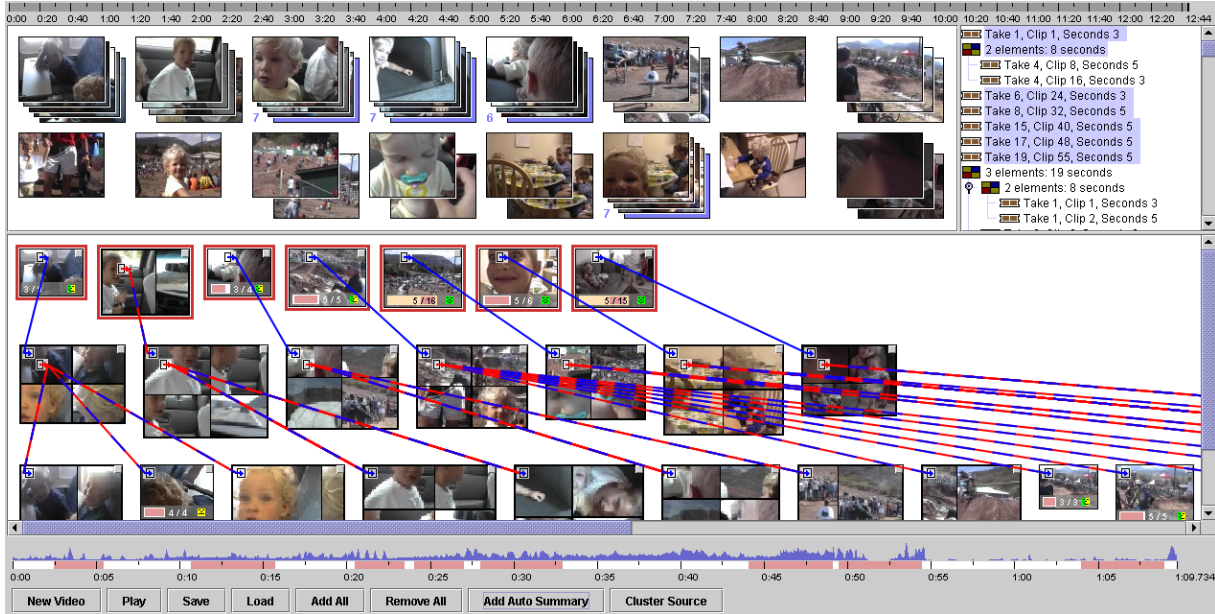 0:00 0:20 0:40 1:00 1:20 1:40 2:00 2:20 2:40 3:00 3:20 3:40 4:00 4:20 4:40 5:00 5:20 5:40 6:00 6:20 6:40 7:00 7:20 7:40 8:00 8:20 8:40 9:00 9:20 9:40 10:00 10:20 10:40 11:00 11:20 11:40 12:00 12:20 12:44
7 7 6
7
Take 1, Clip 1, Seconds 3
2 elements: 8 seconds
Take 4, Clip 8, Seconds 5
Take 4, Clip 16, Seconds 3
Take 6, Clip 24, Seconds 3
Take 8, Clip 32, Seconds 5
Take 15, Clip 40, Seconds 5
Take 17, Clip 48, Seconds 5
Take 19, Clip 55, Seconds 5
3 elements: 19 seconds
2 elements: 8 seconds
Take 1, Clip 1, Seconds 3
Take 1, Clip 2, Seconds 5
3 / 4 5 / 5 5 / 16 5 / 6 5 / 15
4 / 4 3 / 3 5 / 5
0:00 0:05 0:10 0:15 0:20 0:25 0:30 0:35 0:40 0:45 0:50 0:55 1:00 1:05 1:09.734
New Video Play Save Load Add All Remove All Add Auto Summary Cluster Source